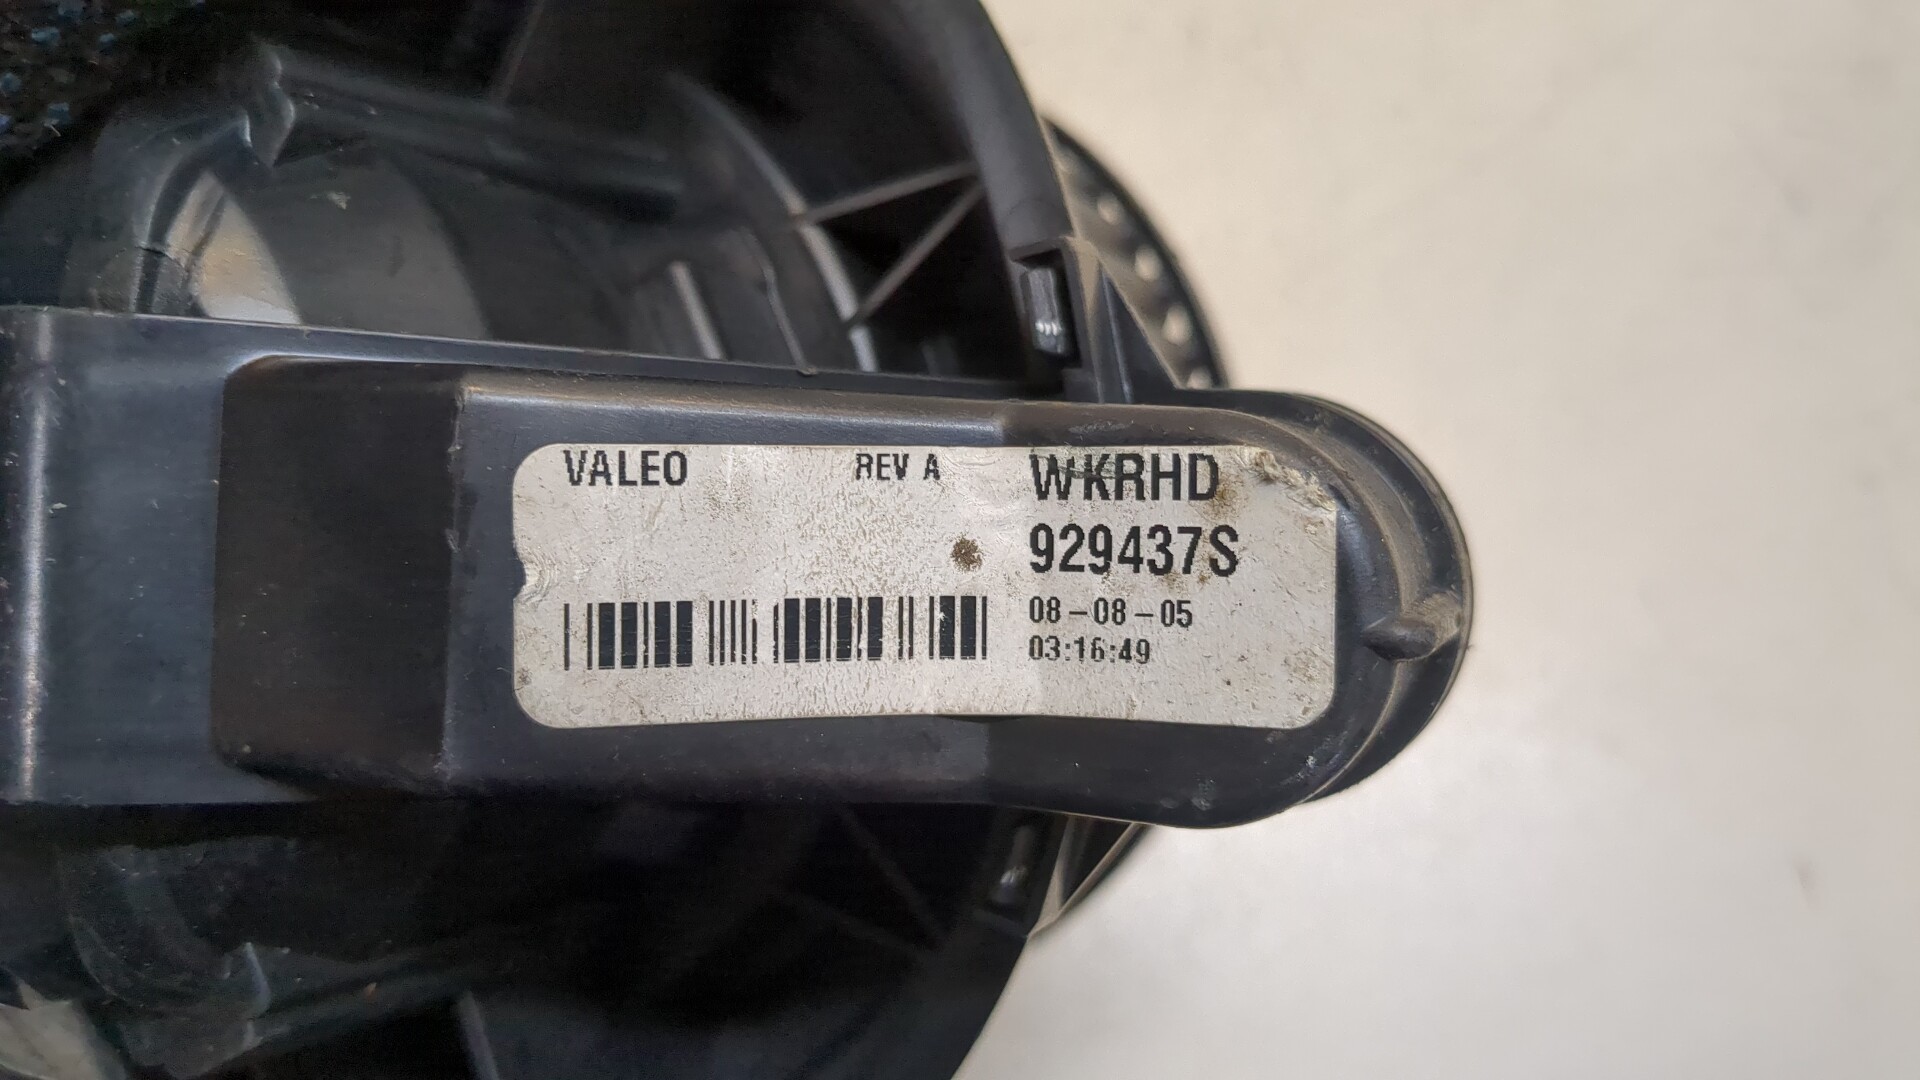 VALEO REV A WKRHD
929437S
08-08-05
03:16:49